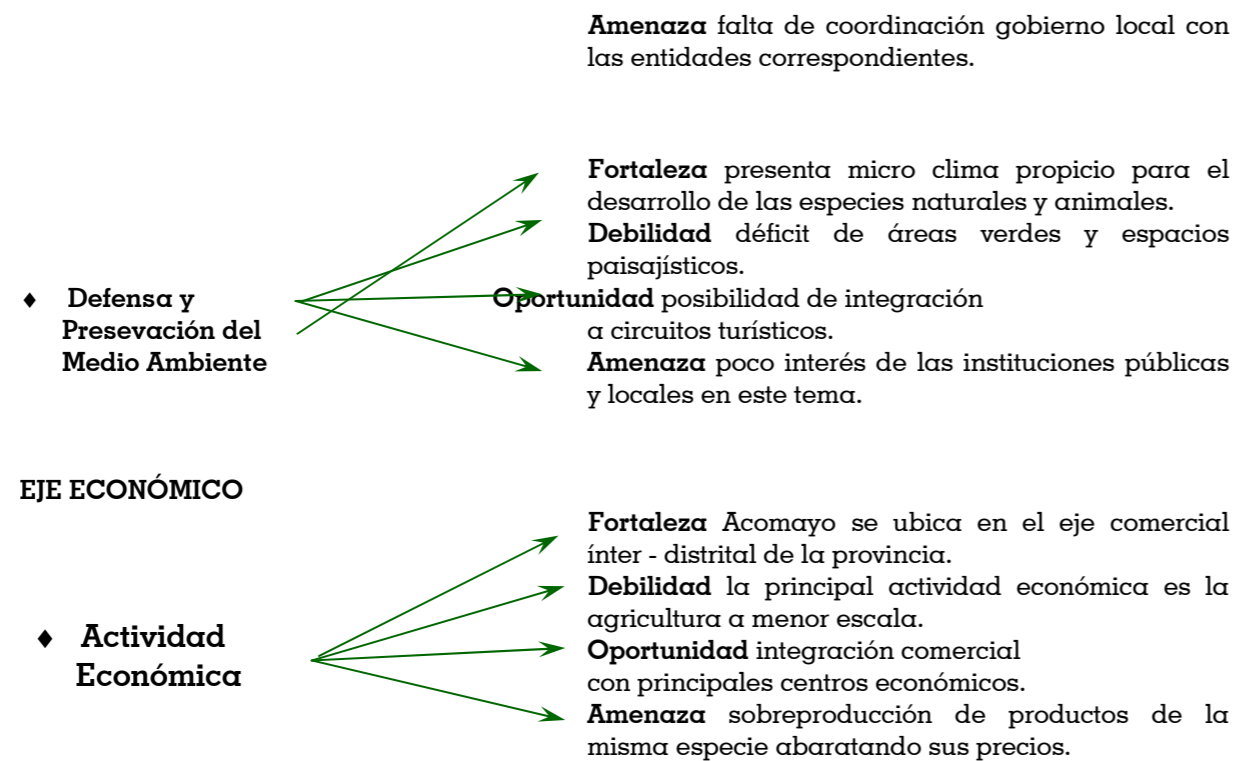 Amenaza falta de coordinación gobierno local con
las entidades correspondientes.
Fortaleza presenta micro clima propicio para el
desarrollo de las especies naturales y animales.
Debilidad déficit de áreas verdes y espacios
paisajísticos.
♦ Defensa y
Presevación del
Medio Ambiente
Oportunidad posibilidad de integración
a circuitos turísticos.
Amenaza poco interés de las instituciones públicas
y locales en este tema.
EJE ECONÓMICO
Fortaleza Acomayo se ubica en el eje comercial
ínter - distrital de la provincia.
Debilidad la principal actividad económica es la
agricultura a menor escala.
♦ Actividad
Económica
Oportunidad integración comercial
con principales centros económicos.
Amenaza sobreproducción de productos de la
misma especie abaratando sus precios.